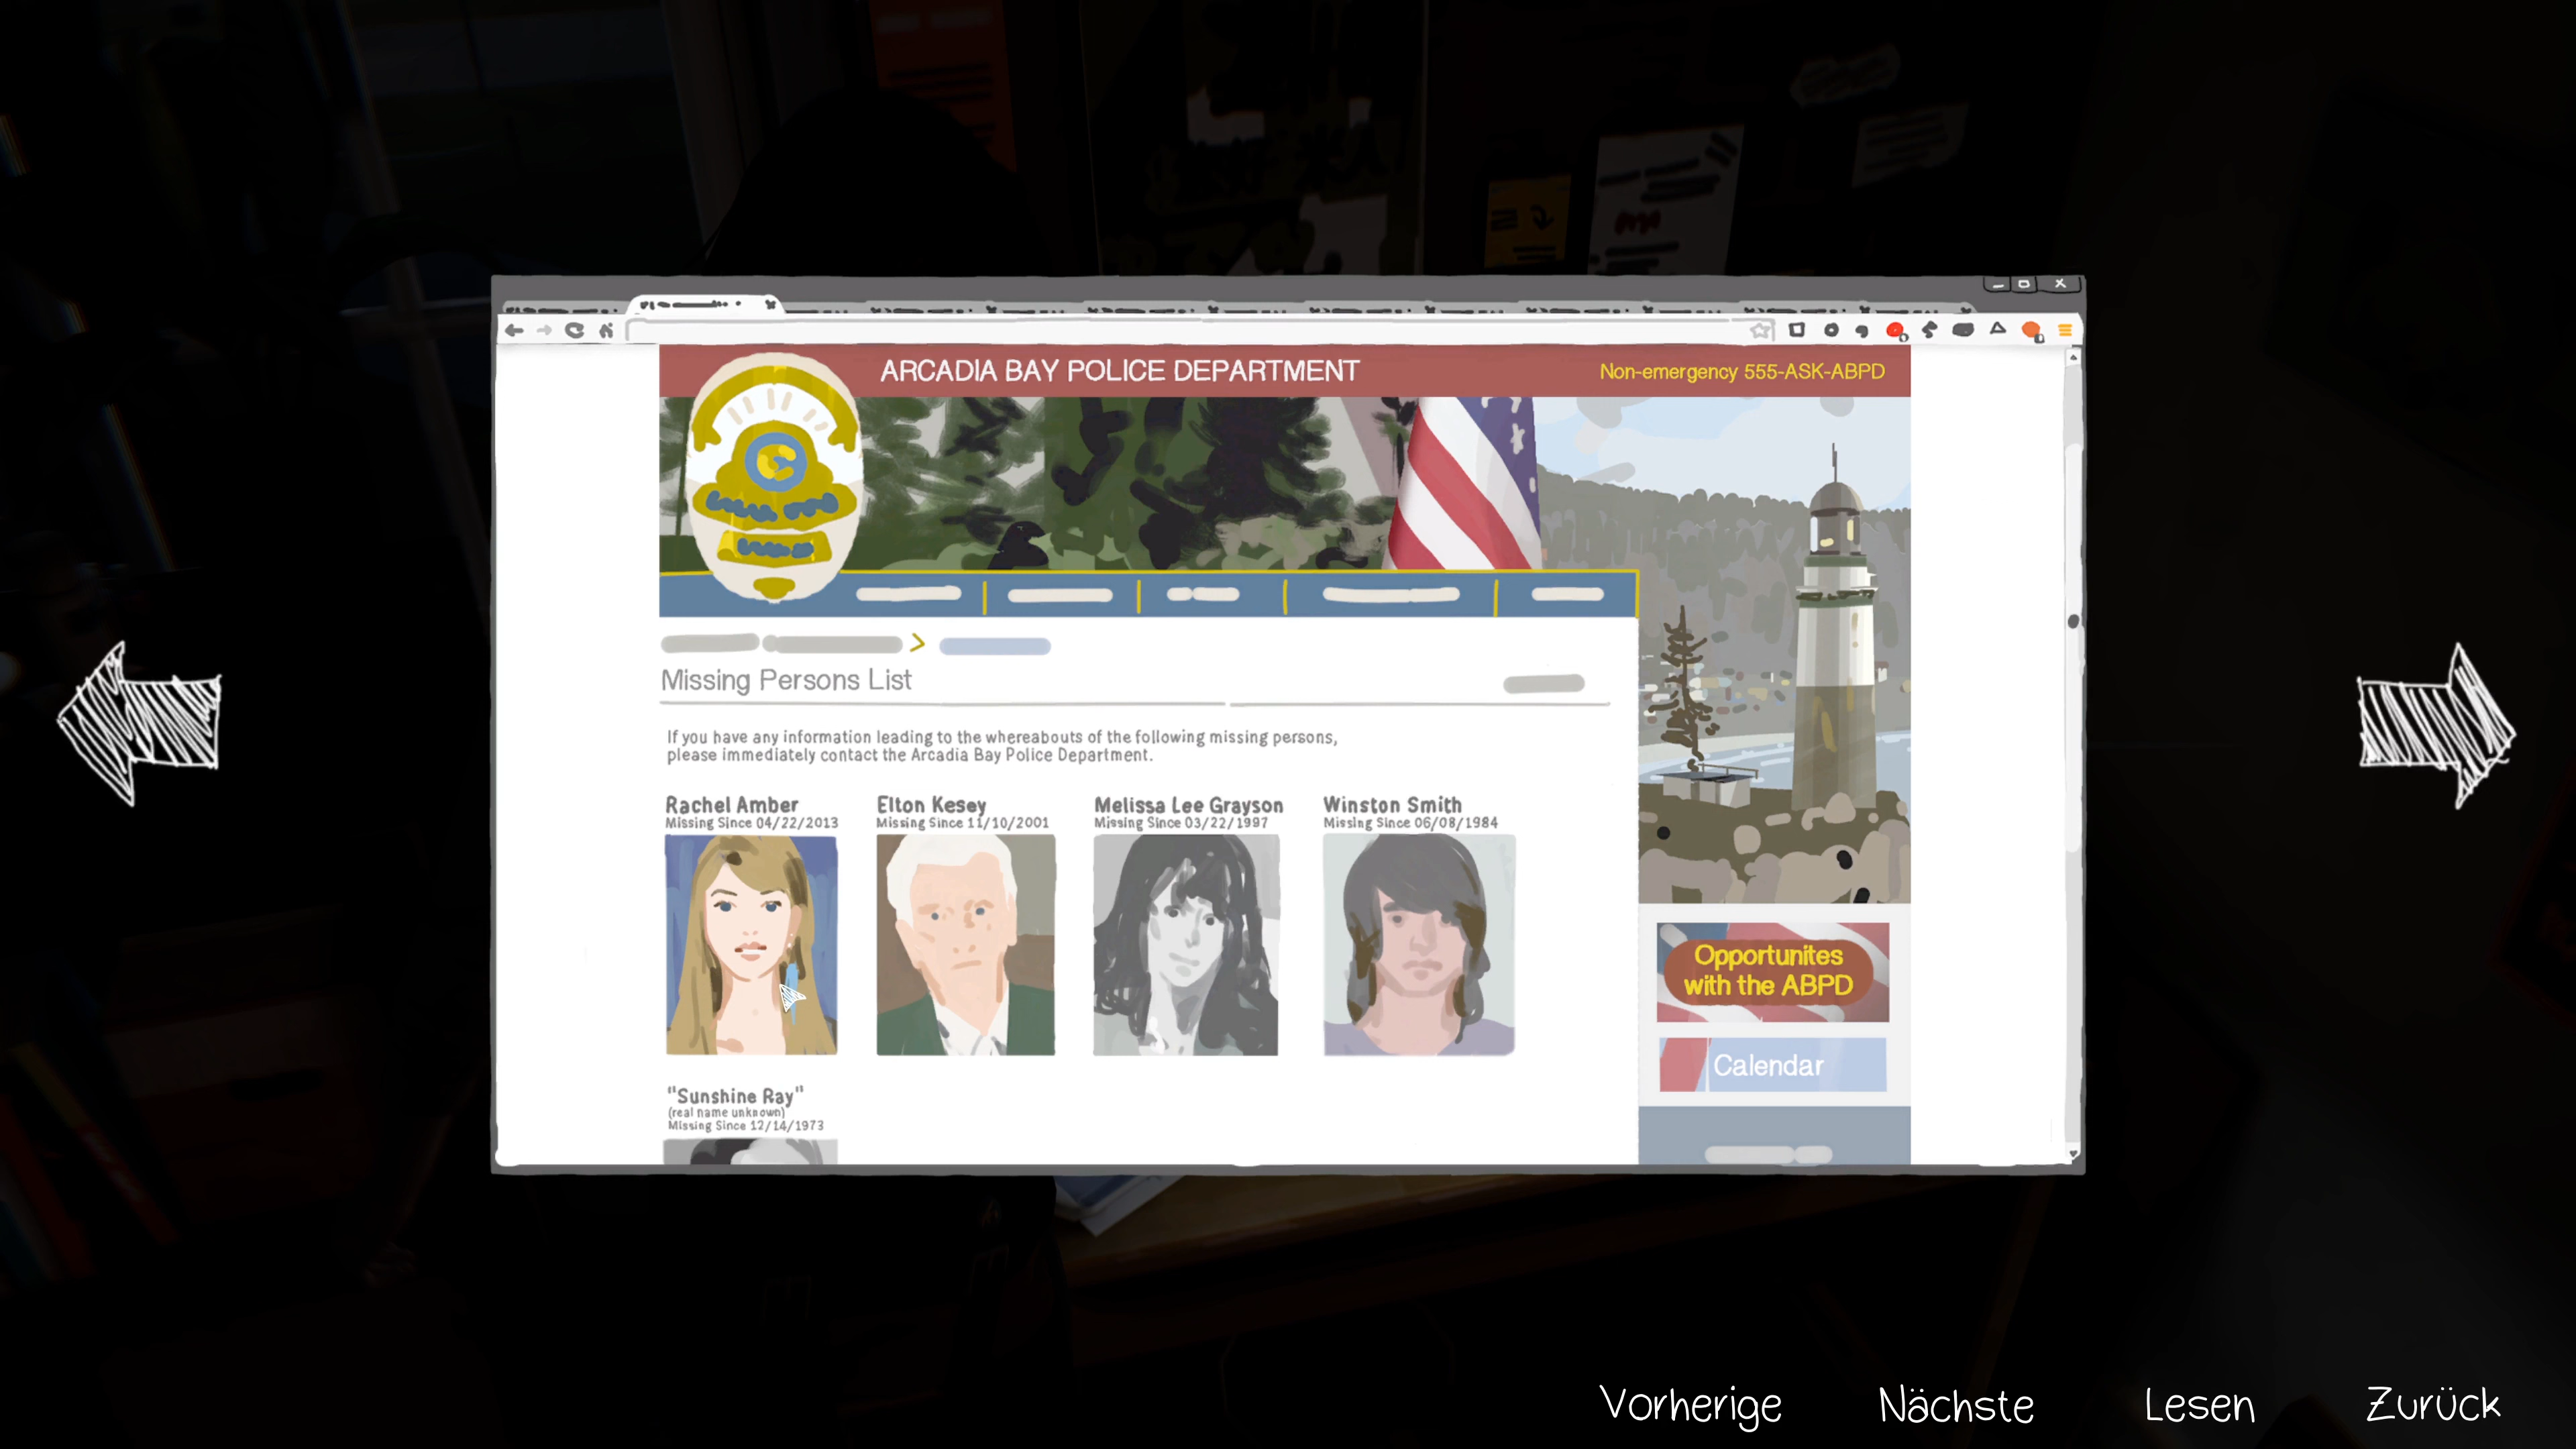 ARCADIA BAY POLICE DEPARTMENT
Non-emergency 555-ASK-ABPD
Missing Persons List
If you have any information leading to the whereabouts of the following missing persons,
please immediately contact the Arcadia Bay Police Department.
Rachel Amber
Missing Since 04/22/2013
Elton Kesey
Missing Since 11/10/2001
Melissa Lee Grayson
Missing Since 03/22/1997
Winston Smith
Missing Since 06/08/1984
"Sunshine Ray"
(real name unknown)
Missing Since 12/14/1973
Opportunites
with the ABPD
Calendar
Vorherige
Nächste
Lesen
Zurück